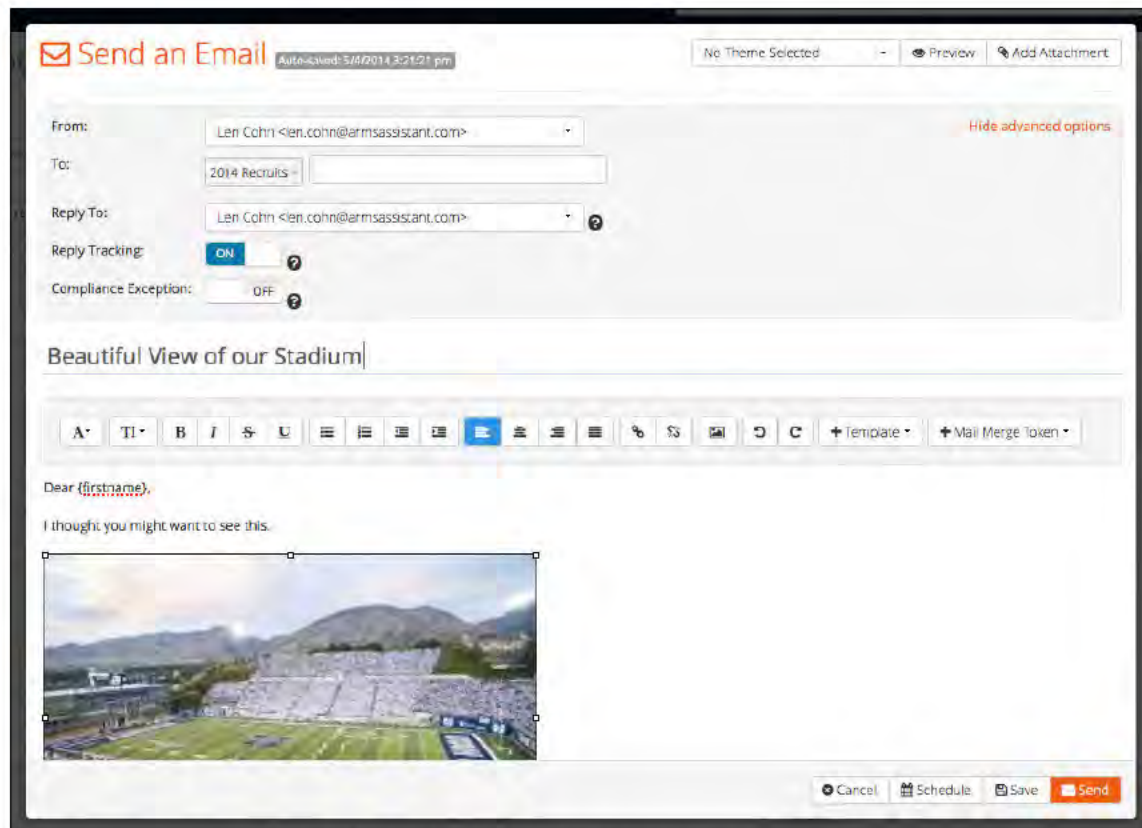 Send an Email Auto-saved: 5/4/2014 3:21:21 pm
No Theme Selected Preview Add Attachment
From: Len Cohn <len.cohn@armsassistant.com> Hide advanced options
To: 2014 Recruits
Reply To: Len Cohn <len.cohn@armsassistant.com>
Reply Tracking: ON
Compliance Exception: OFF
Beautiful View of our Stadium
A TI B I S U +Template +Mail Merge Token
Dear {firstname},
I thought you might want to see this.
Cancel Schedule Save Send